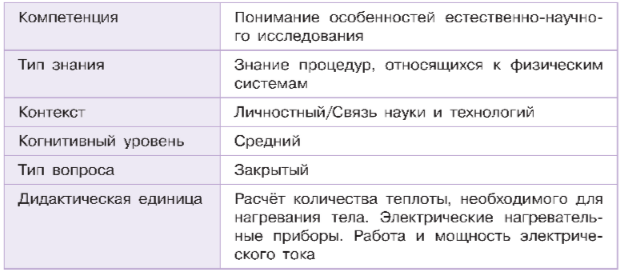 Компетенция Понимание особенностей естественно-научно-
го исследования
Тип знания Знание процедур, относящихся к физическим
системам
Контекст Личностный/Связь науки и технологий
Когнитивный уровень Средний
Тип вопроса Закрытый
Дидактическая единица Расчёт количества теплоты, необходимого для
нагревания тела. Электрические нагреватель-
ные приборы. Работа и мощность электриче-
ского тока